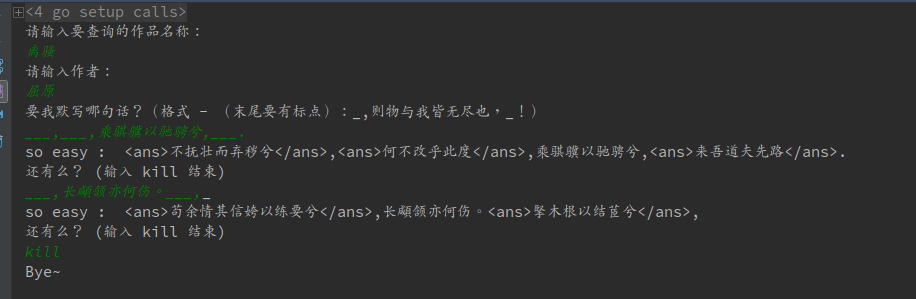 <4 go setup calls>
请输入要查询的作品名称：
离骚
请输入作者：
屈原
要我默写哪句话？（格式 - （末尾要有标点）：_,则物与我皆无尽也，_！）
___,___,乘骐骥以驰骋兮,___.
so easy :  <ans>不抚壮而弃秽兮</ans>,<ans>何不改乎此度</ans>,乘骐骥以驰骋兮,<ans>来吾道夫先路</ans>.
还有么？ (输入 kill 结束)
___,长顑颔亦何伤。___,_
so easy :  <ans>苟余情其信姱以练要兮</ans>,长顑颔亦何伤。<ans>擥木根以结茝兮</ans>,
还有么？ (输入 kill 结束)
kill
Bye~